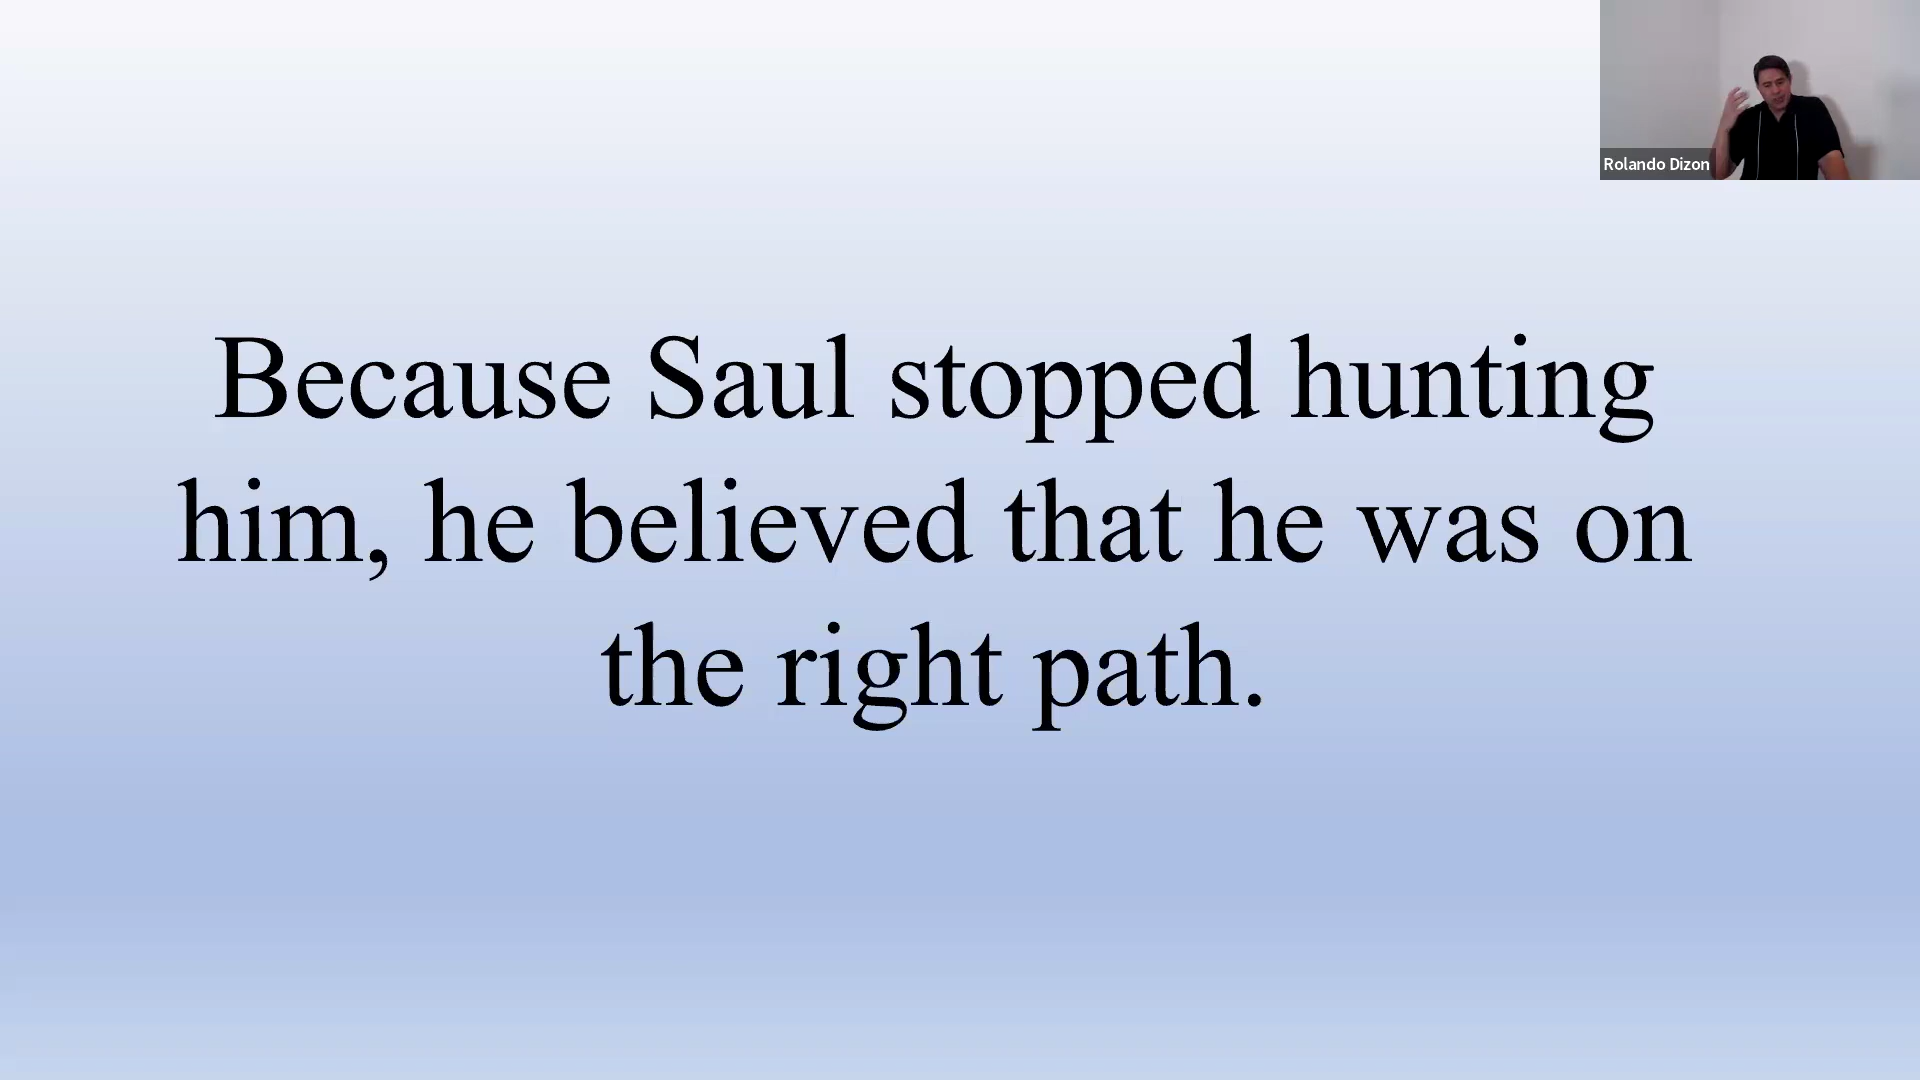 Rolando Dizon
Because Saul stopped hunting
him, he believed that he was on
the right path.